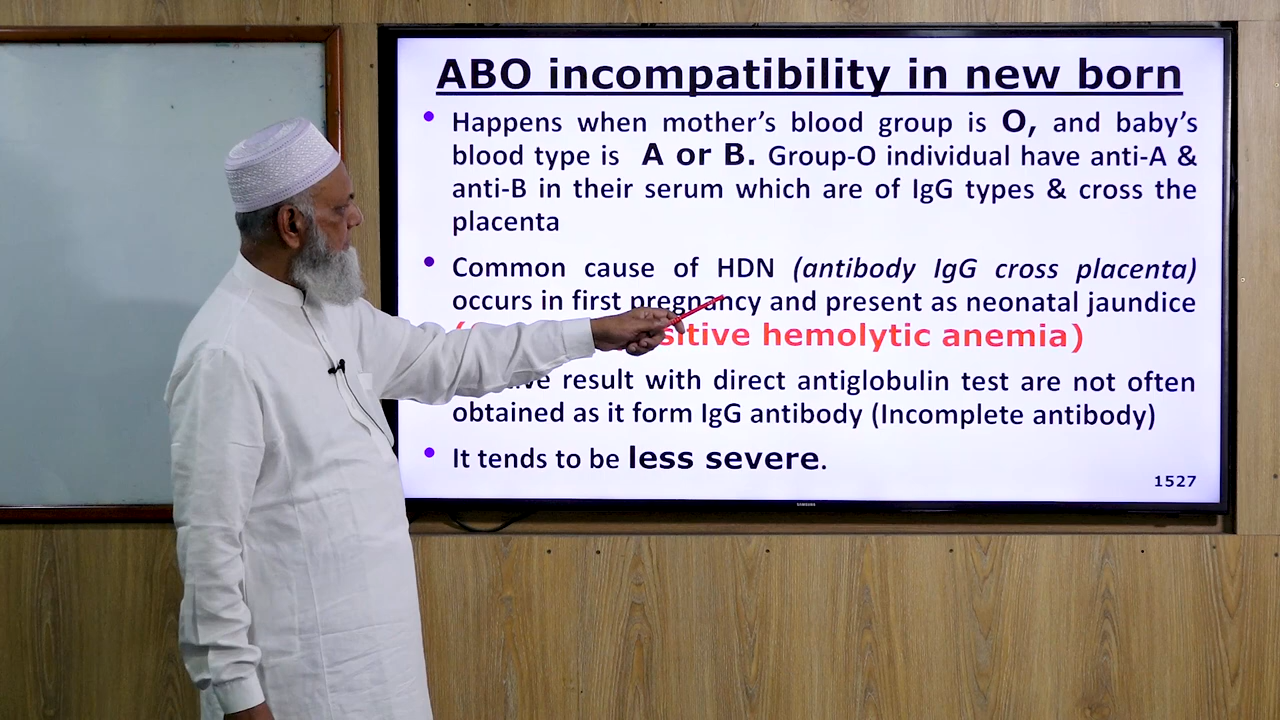 ABO incompatibility in new born
• Happens when mother's blood group is O, and baby's
blood type is A or B. Group-O individual have anti-A &
anti-B in their serum which are of IgG types & cross the
placenta
• Common cause of HDN (antibody IgG cross placenta)
occurs in first pregnancy and present as neonatal jaundice
hemolytic anemia)
result with direct antiglobulin test are not often
obtained as it form IgG antibody (Incomplete antibody)
• It tends to be less severe.
1527
SAMSUNG